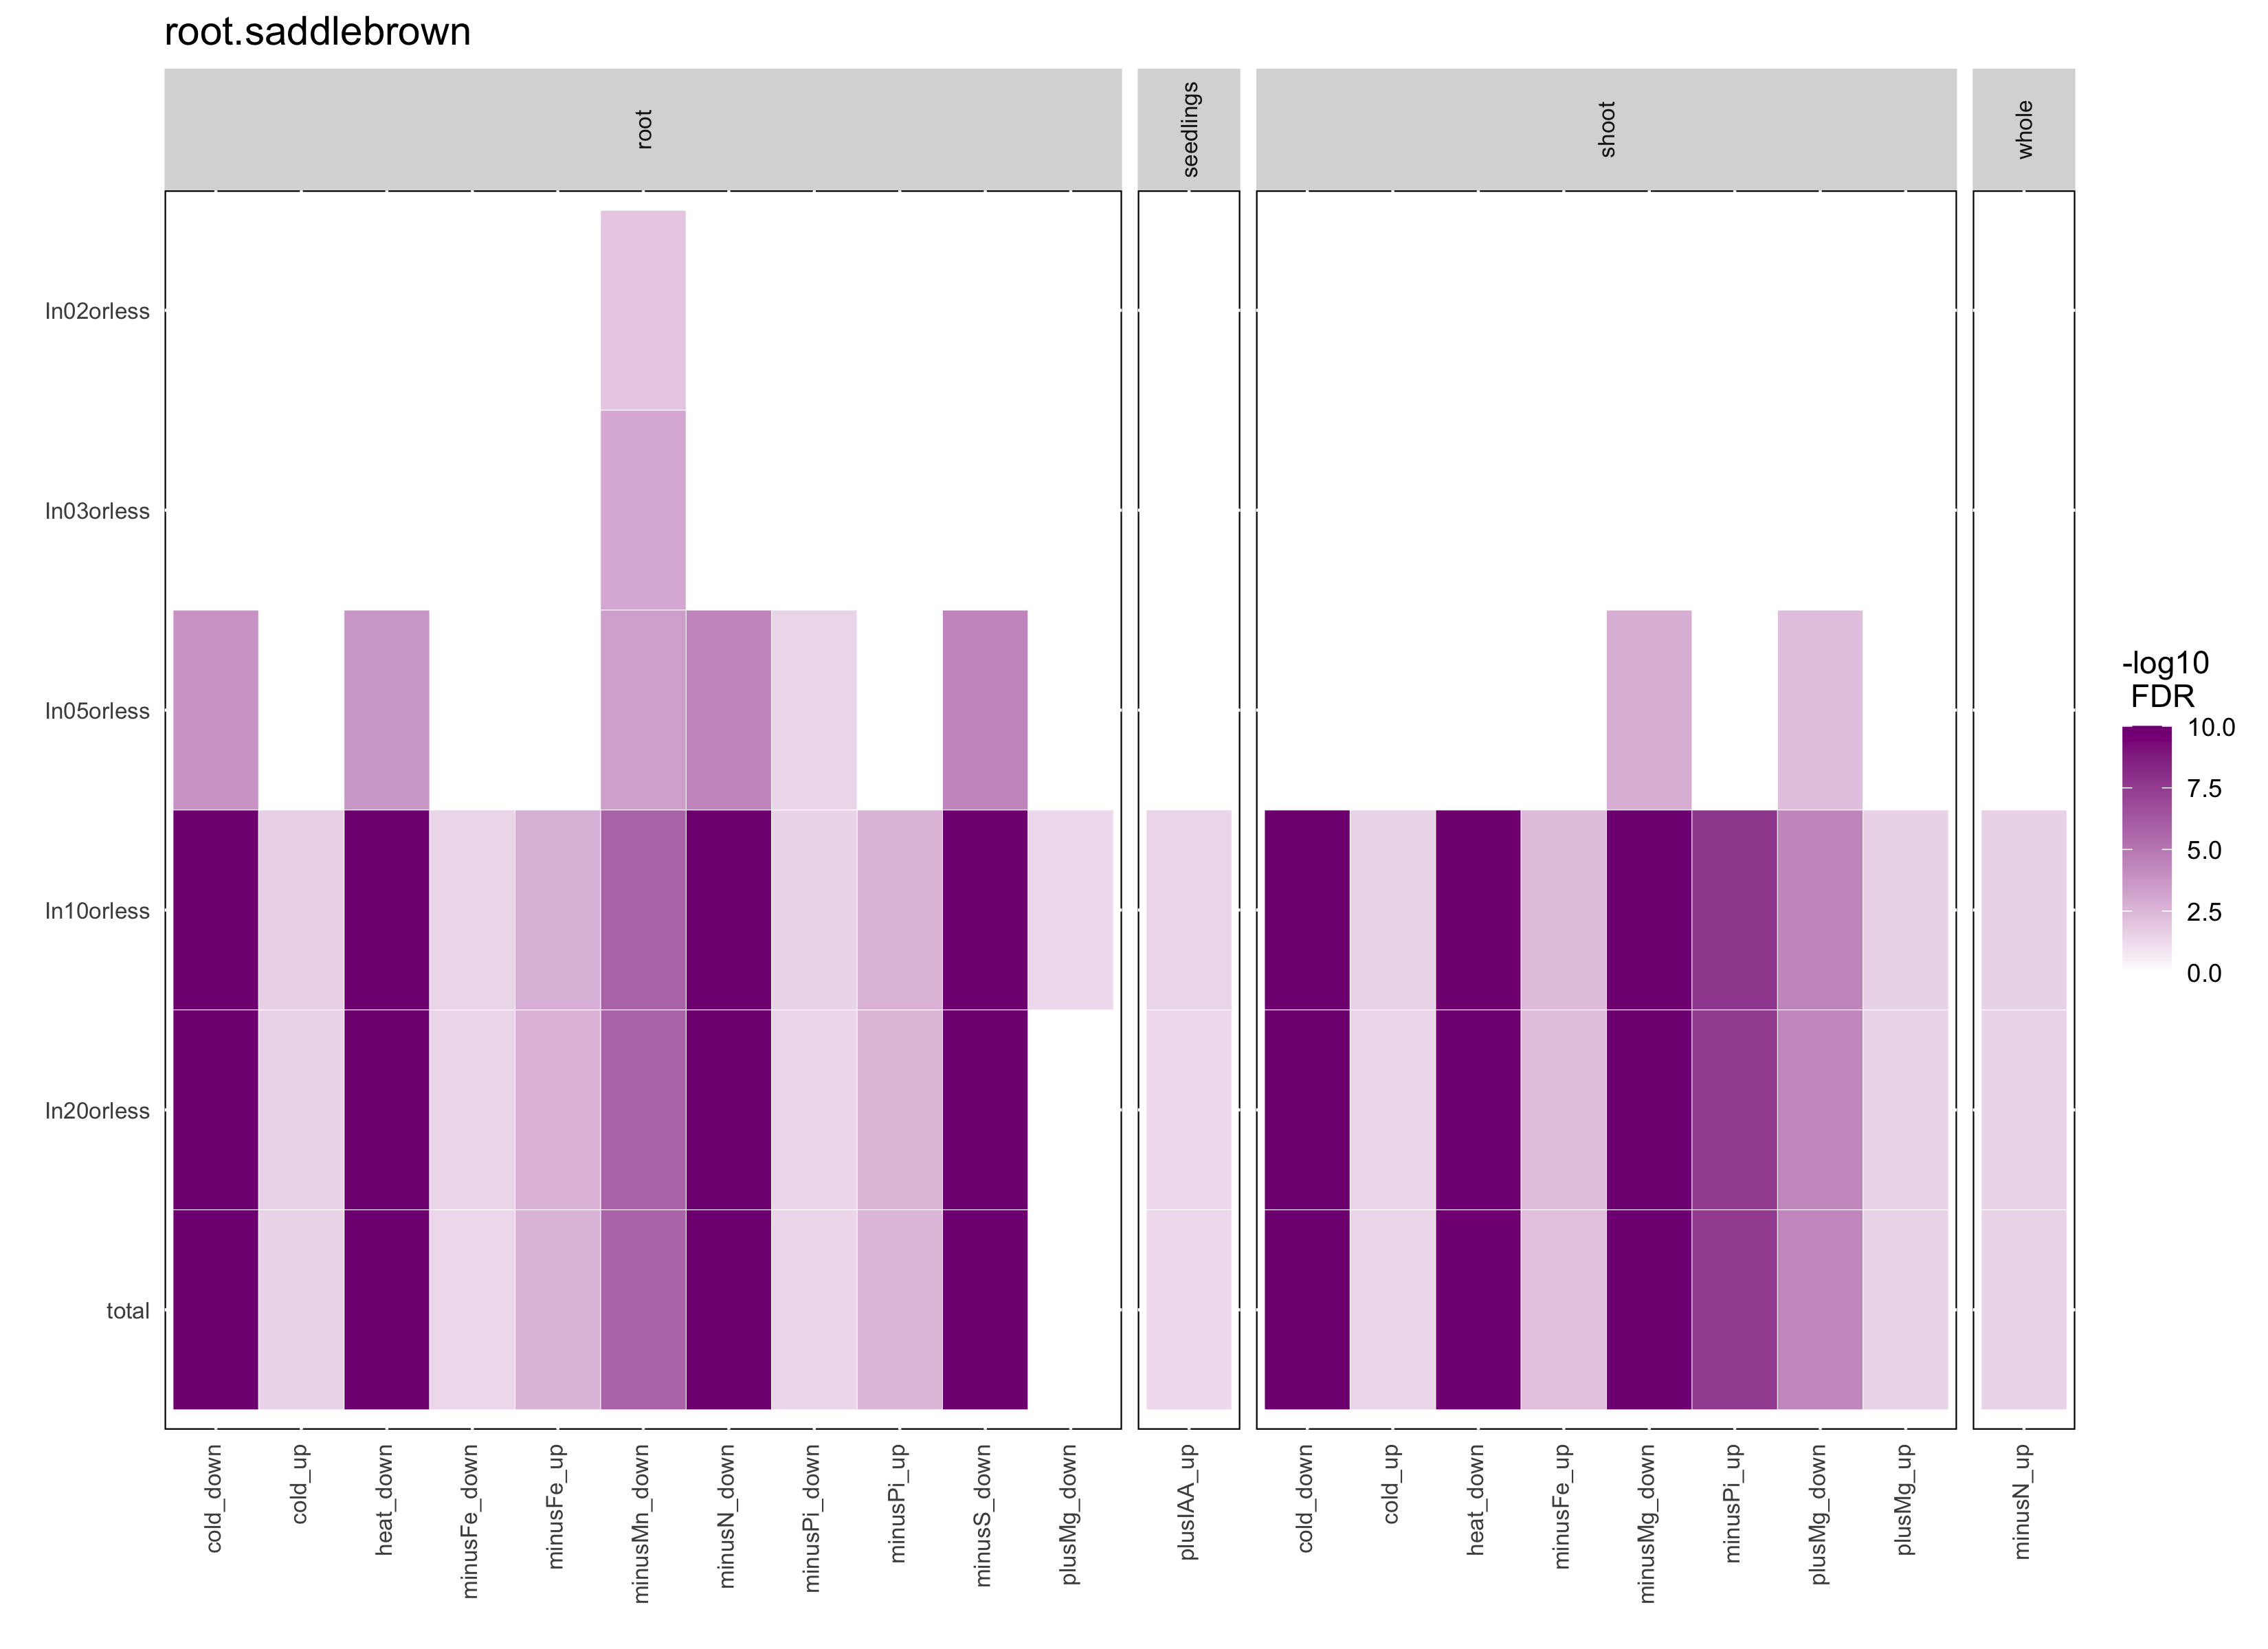 root.saddlebrown
root
seedlings
shoot
whole
In02orless
In03orless
In05orless
In10orless
In20orless
total
cold_down
cold_up
heat_down
minusFe_down
minusFe_up
minusMn_down
minusN_down
minusPi_down
minusPi_up
minusS_down
plusMg_down
plusIAA_up
cold_down
cold_up
heat_down
minusFe_up
minusMg_down
minusPi_up
plusMg_down
plusMg_up
minusN_up
-log10
FDR
10.0
7.5
5.0
2.5
0.0